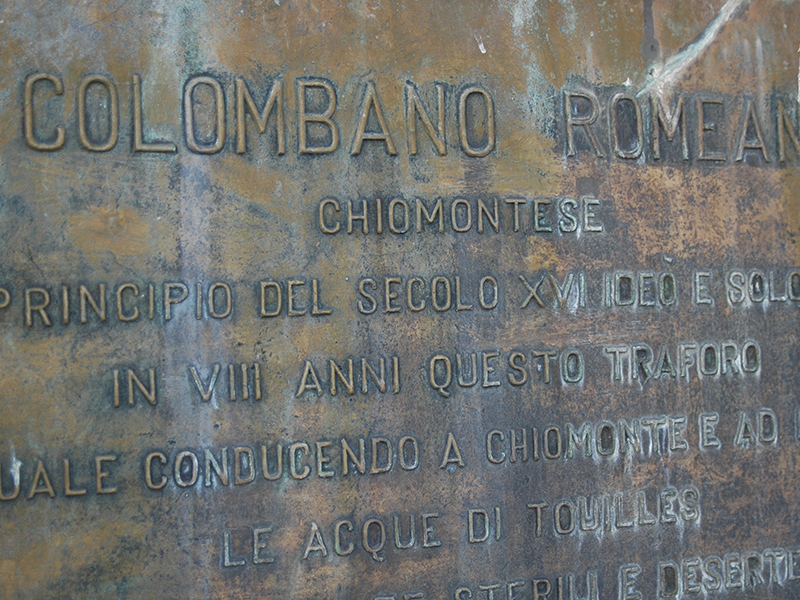 COLOMBANO ROMEAN
CHIOMONTESE
PRINCIPIO DEL SECOLO XVI IDEÒ E SOLO
IN VIII ANNI QUESTO TRAFORO
UALE CONDUCENDO A CHIOMONTE E AD
LE ACQUE DI TOUILLES
STERILI E DESERTE